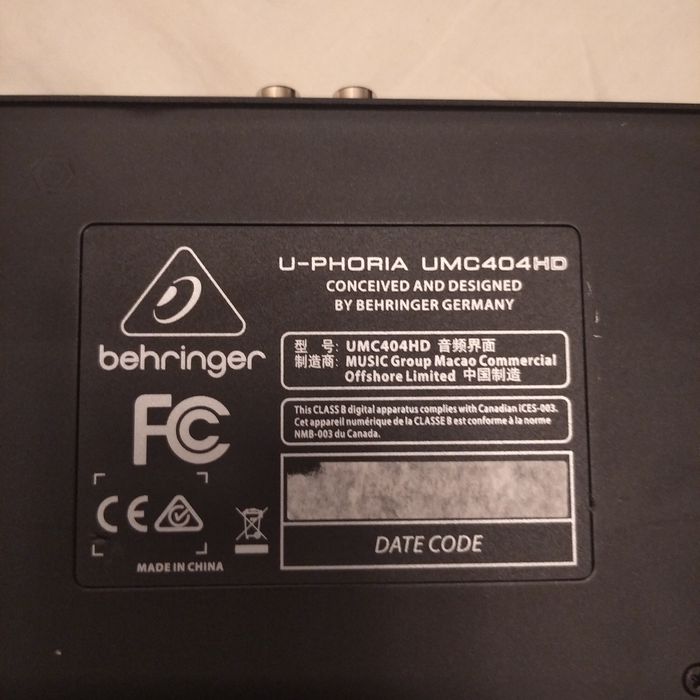 behringer
U-PHORIA UMC404HD
CONCEIVED AND DESIGNED
BY BEHRINGER GERMANY
型 号: UMC404HD 音频界面
制造商: MUSIC Group Macao Commercial
Offshore Limited 中国制造
This CLASS B digital apparatus complies with Canadian ICES-003.
Cet appareil numérique de la CLASSE B est conforme à la norme
NMB-003 du Canada.
FC
CE
MADE IN CHINA
DATE CODE